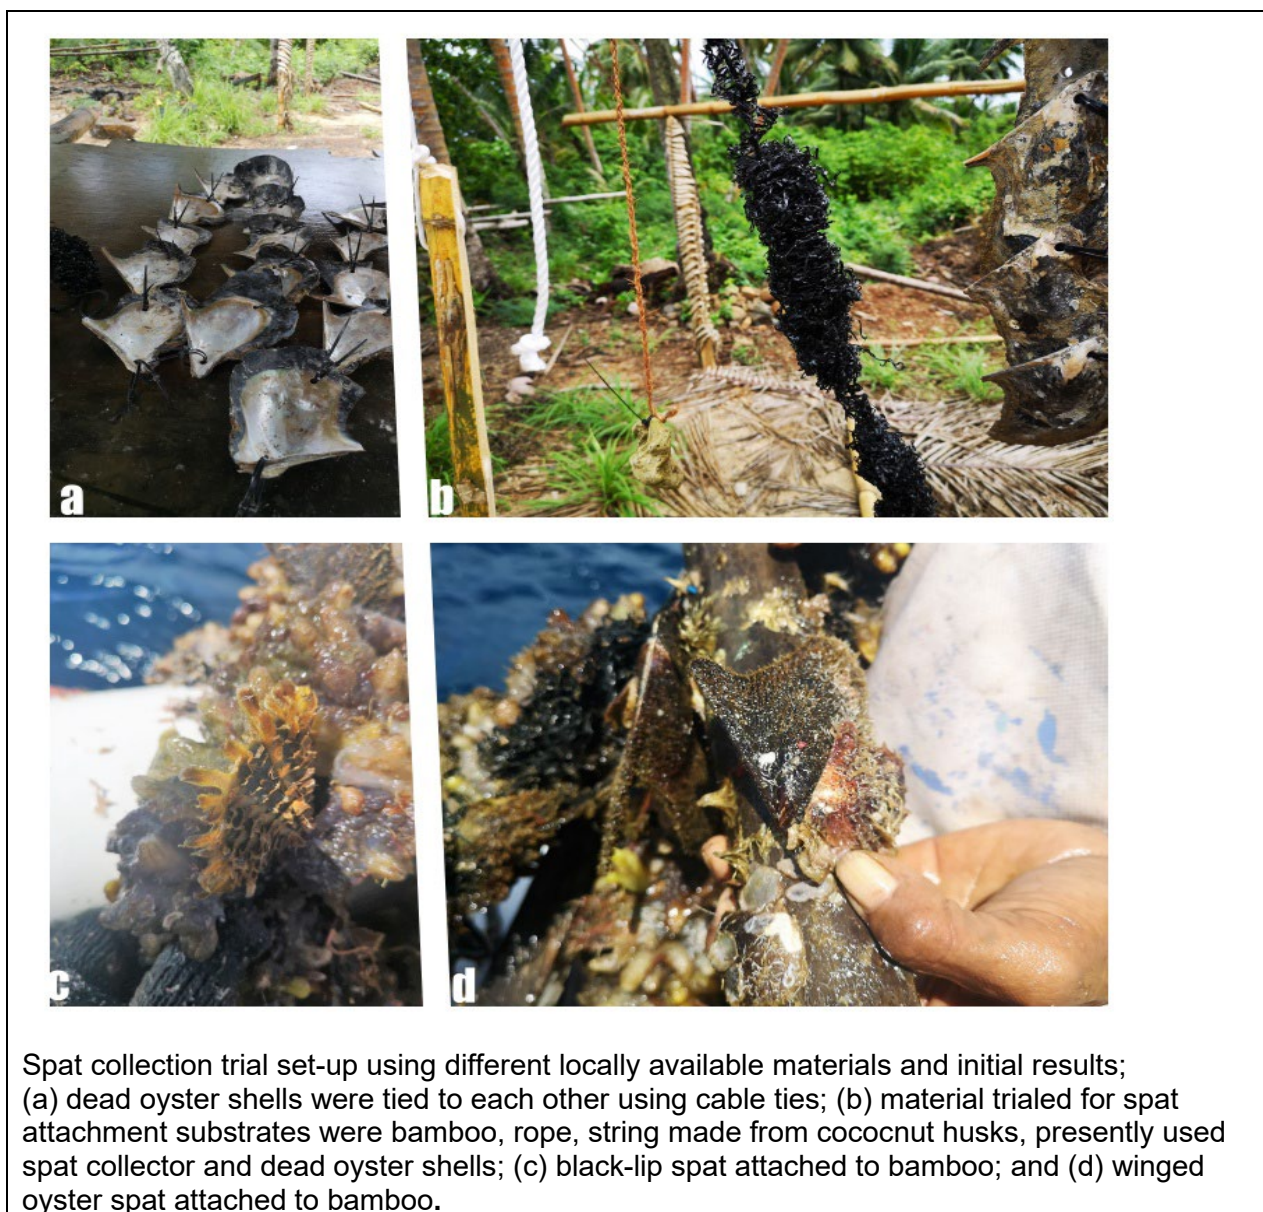 a
b
c
d
Spat collection trial set-up using different locally available materials and initial results;
(a) dead oyster shells were tied to each other using cable ties; (b) material trialed for spat
attachment substrates were bamboo, rope, string made from cococnut husks, presently used
spat collector and dead oyster shells; (c) black-lip spat attached to bamboo; and (d) winged
oyster spat attached to bamboo.